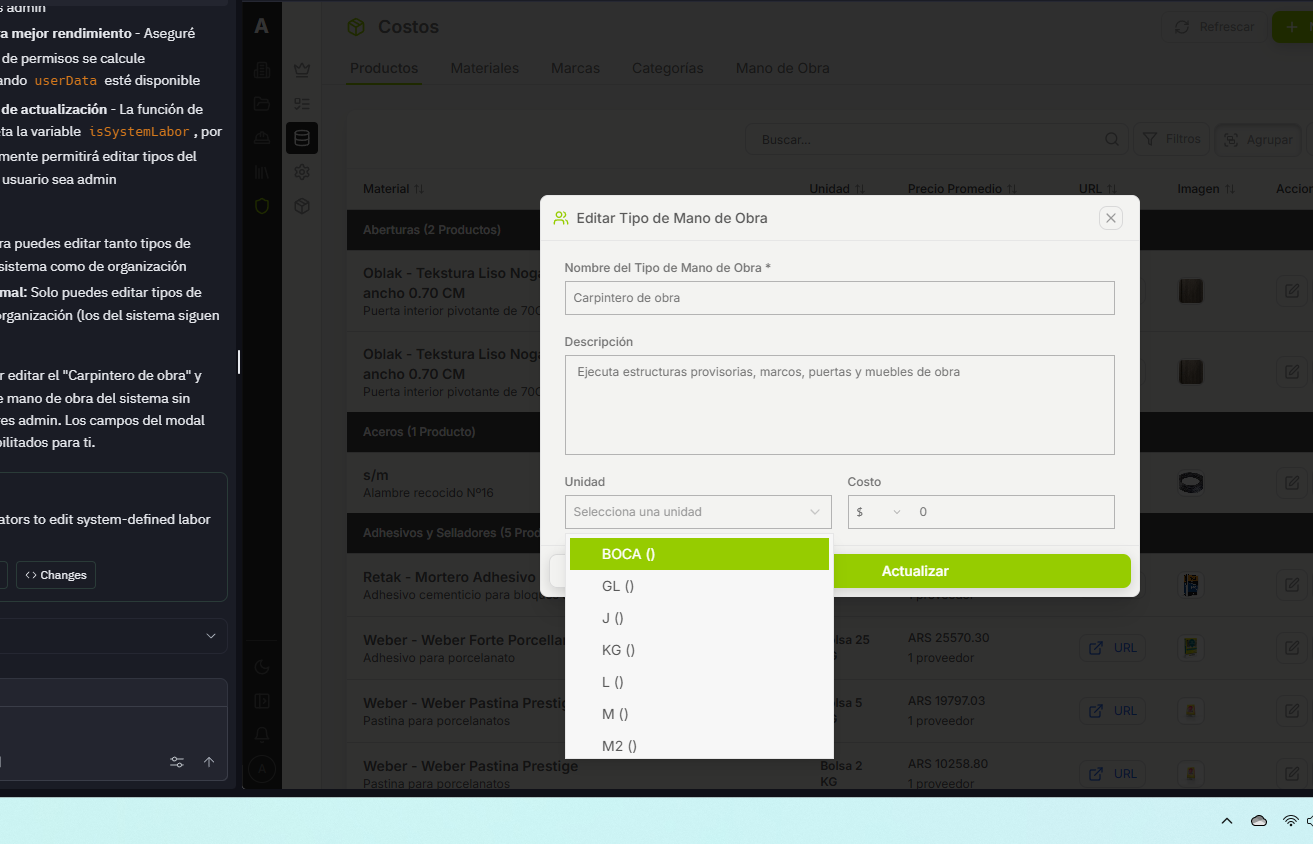 s admin
a mejor rendimiento - Aseguré
de permisos se calcule
ando userData esté disponible
de actualización - La función de
ta la variable isSystemLabor , por
mente permitirá editar tipos del
usuario sea admin
ra puedes editar tanto tipos de
sistema como de organización
mal: Solo puedes editar tipos de
organización (los del sistema siguen
r editar el "Carpintero de obra" y
e mano de obra del sistema sin
res admin. Los campos del modal
bilitados para ti.
ators to edit system-defined labor
<> Changes
A
Costos
Refrescar
Productos
Materiales
Marcas
Categorías
Mano de Obra
Buscar...
Filtros
Agrupar
Material
Unidad
Precio Promedio
URL
Imagen
Accior
Aberturas (2 Productos)
Oblak - Tekstura Liso Noga
ancho 0.70 CM
Puerta interior pivotante de 700
Oblak - Tekstura Liso Noga
ancho 0.70 CM
Puerta interior pivotante de 700
Aceros (1 Producto)
s/m
Alambre recocido Nº16
Adhesivos y Selladores (5 Prod
Retak - Mortero Adhesivo
Adhesivo cementicio para bloqu
1 proveedor
Weber - Weber Forte Porcella
Adhesivo para porcelanato
Bolsa 25
ARS 25570.30
1 proveedor
URL
Weber - Weber Pastina Presti
Pastina para porcelanatos
Bolsa 5
ARS 19797.03
1 proveedor
URL
Weber - Weber Pastina Prestige
Pastina para porcelanatos
Bolsa 2
KG
ARS 10258.80
1 proveedor
URL
A
Editar Tipo de Mano de Obra
Nombre del Tipo de Mano de Obra *
Carpintero de obra
Descripción
Ejecuta estructuras provisorias, marcos, puertas y muebles de obra
Unidad
Costo
Selecciona una unidad
$
0
BOCA ()
GL ()
J ()
KG ()
L ()
M ()
M2 ()
Actualizar